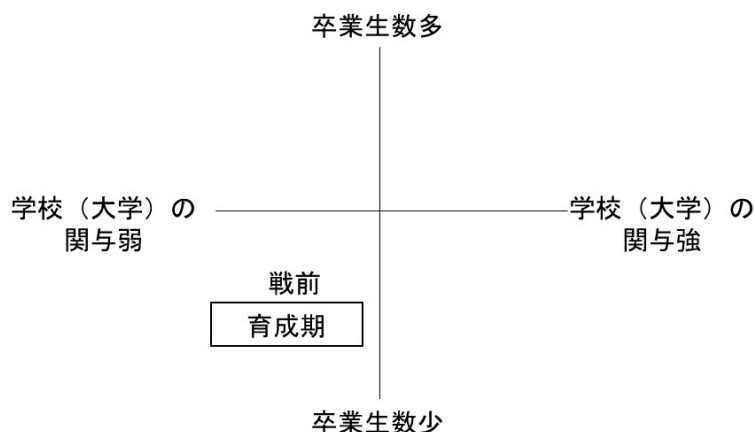 卒業生数多
学校（大学）の
関与弱
学校（大学）の
関与強
戦前
育成期
卒業生数少